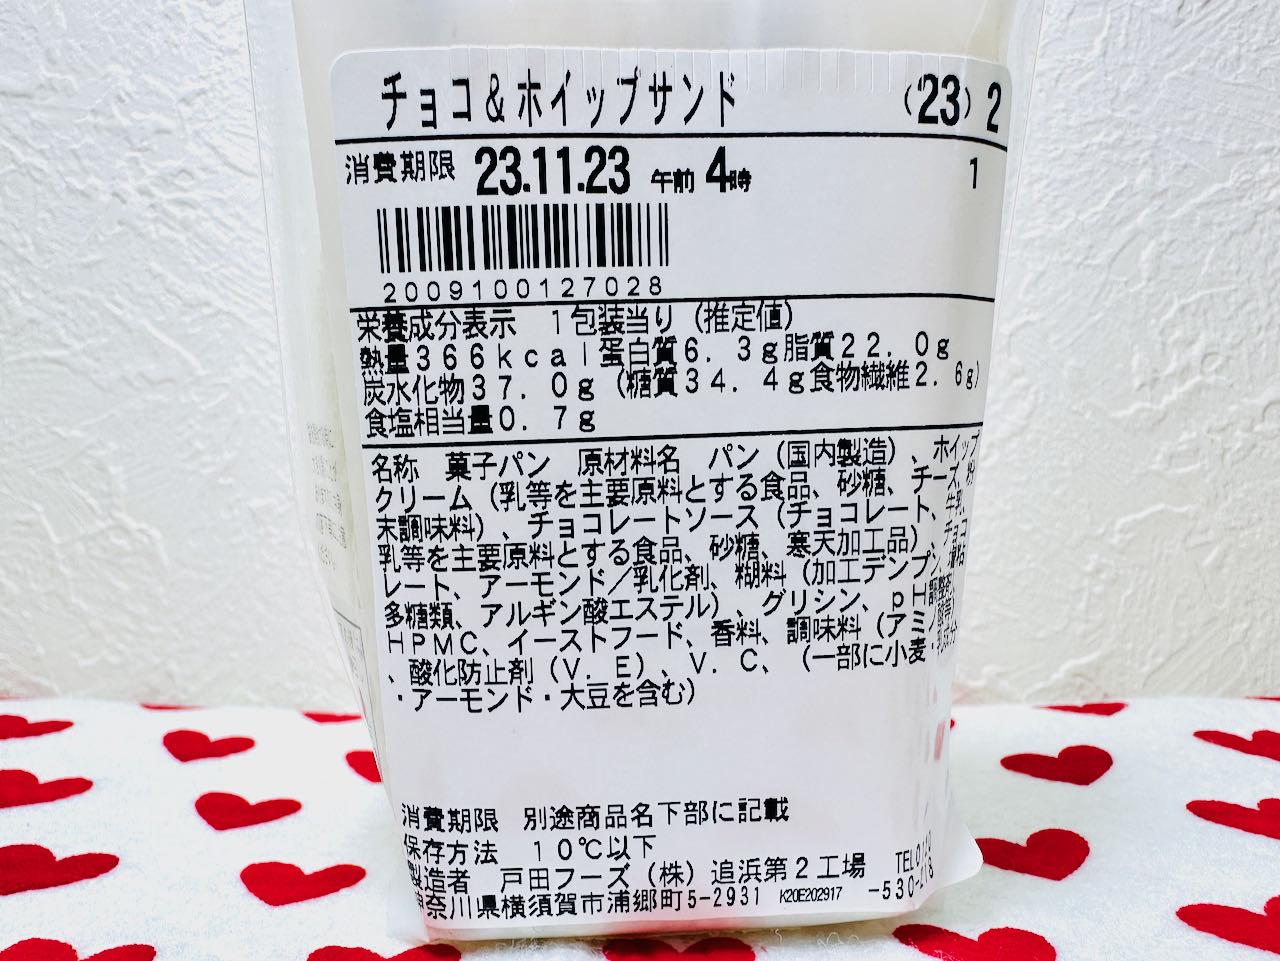 チョコ&ホイップサンド (23) 2
消費期限 23.11.23 午前 4時 1
2009100127028
栄養成分表示 1包装当り (推定値)
熱量366kcal蛋白質6.3g脂質22.0g
炭水化物37.0g(糖質34.4g食物繊維2.6g)
食塩相当量0.7g
名称 菓子パン 原材料名 パン(国内製造)、ホイップ
クリーム(乳等を主要原料とする食品、砂糖、チーズ、粉
末調味料)、チョコレートソース(チョコレート、牛乳、
乳等を主要原料とする食品、砂糖、寒天加工品)、チョコ
レート、アーモンド/乳化剤、糊料(加工デンプン、増粘
多糖類、アルギン酸エステル)、グリシン、pH調整剤、
HPMC、イーストフード、香料、調味料(アミノ酸等)
、酸化防止剤(V.E)、V.C、(一部に小麦・乳成分
・アーモンド・大豆を含む)
消費期限 別途商品名下部に記載
保存方法 10℃以下
製造者 戸田フーズ(株)追浜第2工場
神奈川県横須賀市浦郷町5-2931 K20E202917